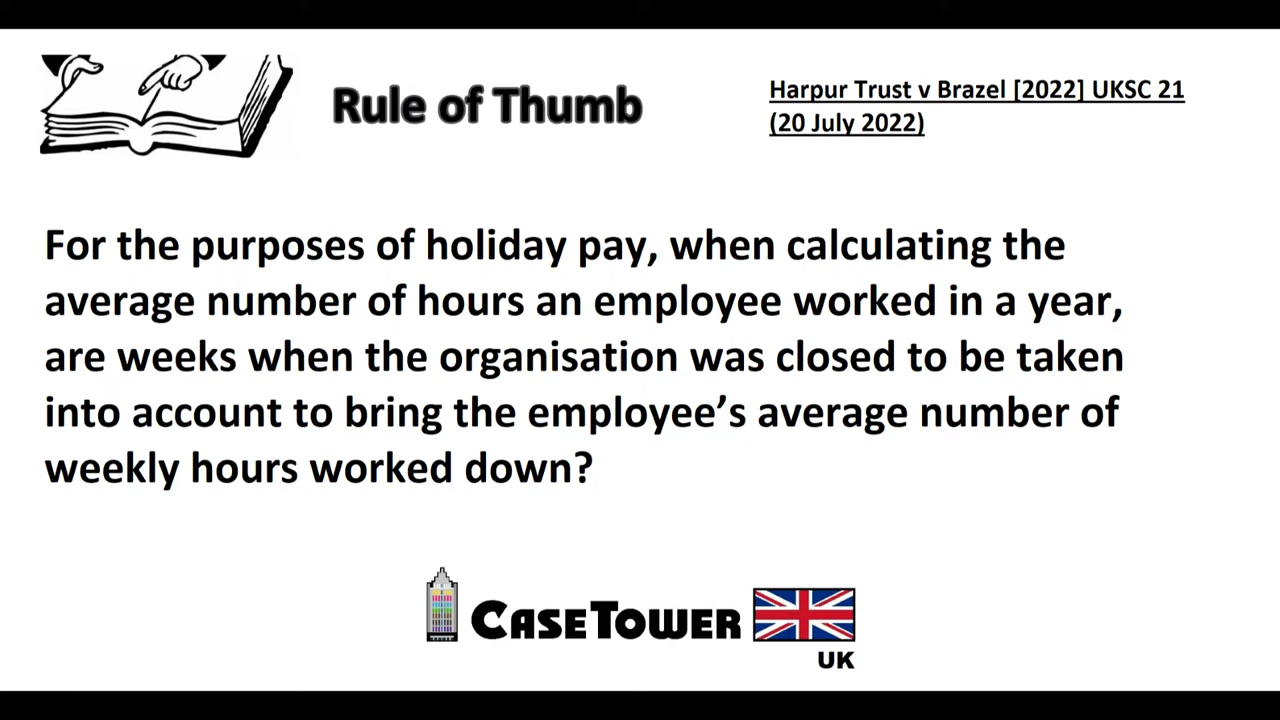 Rule of Thumb
Harpur Trust v Brazel [2022] UKSC 21
(20 July 2022)
For the purposes of holiday pay, when calculating the
average number of hours an employee worked in a year,
are weeks when the organisation was closed to be taken
into account to bring the employee’s average number of
weekly hours worked down?
CASETOWER
UK